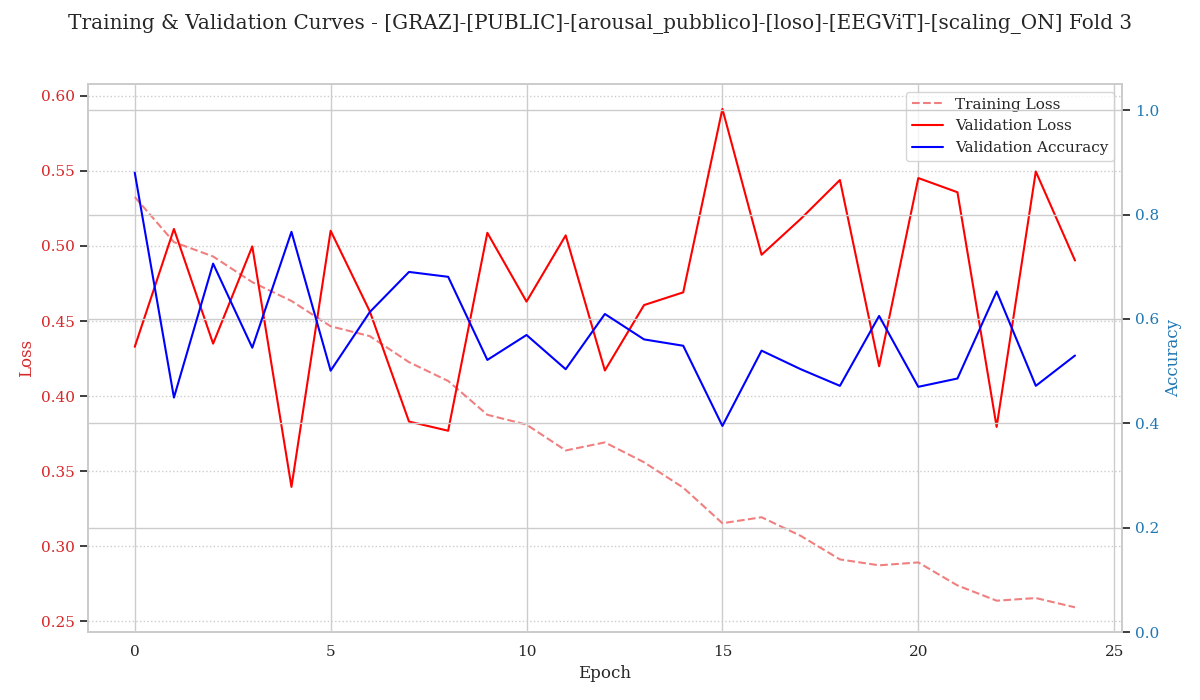 Training & Validation Curves - [GRAZ]-[PUBLIC]-[arousal_pubblico]-[loso]-[EEGViT]-[scaling_ON] Fold 3
Training Loss
Validation Loss
Validation Accuracy
0.60
0.55
0.50
0.45
0.40
0.35
0.30
0.25
Loss
1.0
0.8
0.6
0.4
0.2
0.0
Accuracy
0 5 10 15 20 25
Epoch